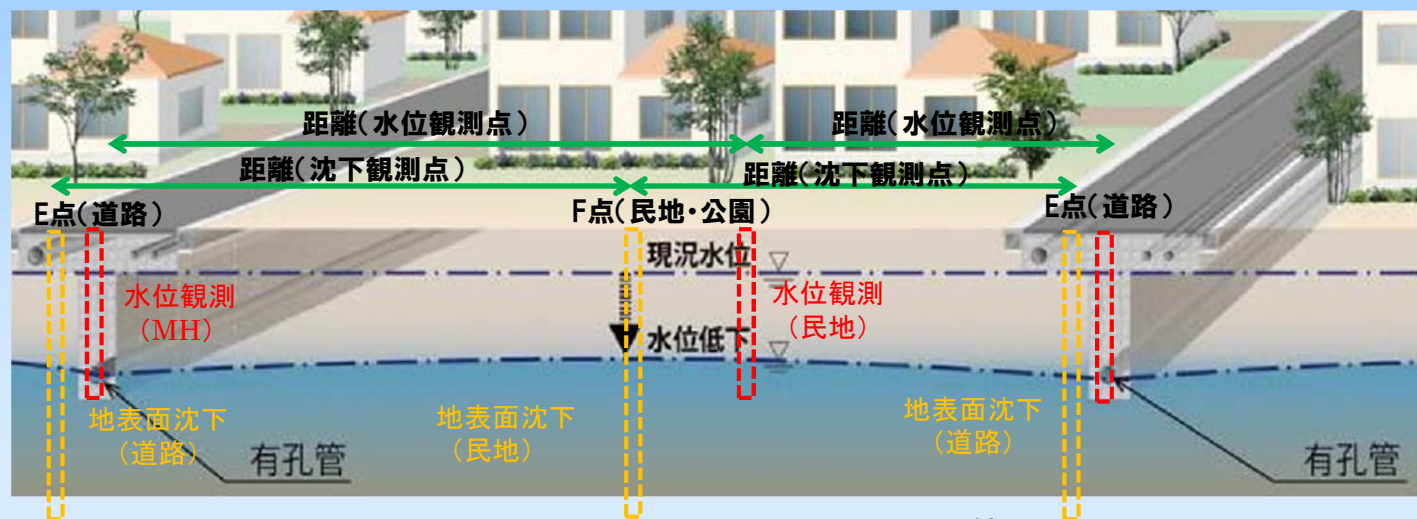 距離(水位観測点)
距離(水位観測点)
距離(沈下観測点)
距離(沈下観測点)
E点(道路)
F点(民地・公園)
E点(道路)
現況水位
水位観測
(MH)
水位観測
(民地)
水位低下
地表面沈下
(道路)
地表面沈下
(民地)
地表面沈下
(道路)
有孔管
有孔管